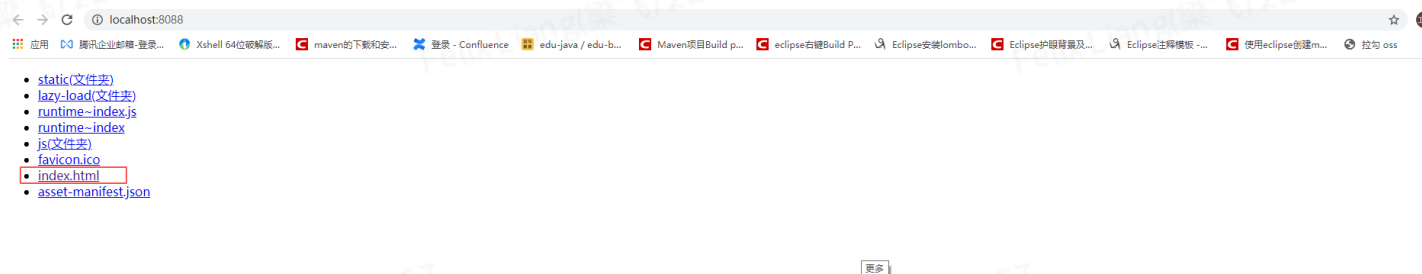 localhost:8088
应用 腾讯企业邮箱-登录... Xshell 64位破解版... maven的下载和安... 登录 - Confluence edu-java / edu-b... Maven项目Build p... eclipse右键Build P... Eclipse安装lombo... Eclipse护眼背景及... Eclipse注释模板 -... 使用eclipse创建m... 拉勾 oss
static(文件夹)
lazy-load(文件夹)
runtime~index.js
runtime~index
js(文件夹)
favicon.ico
index.html
asset-manifest.json
更多